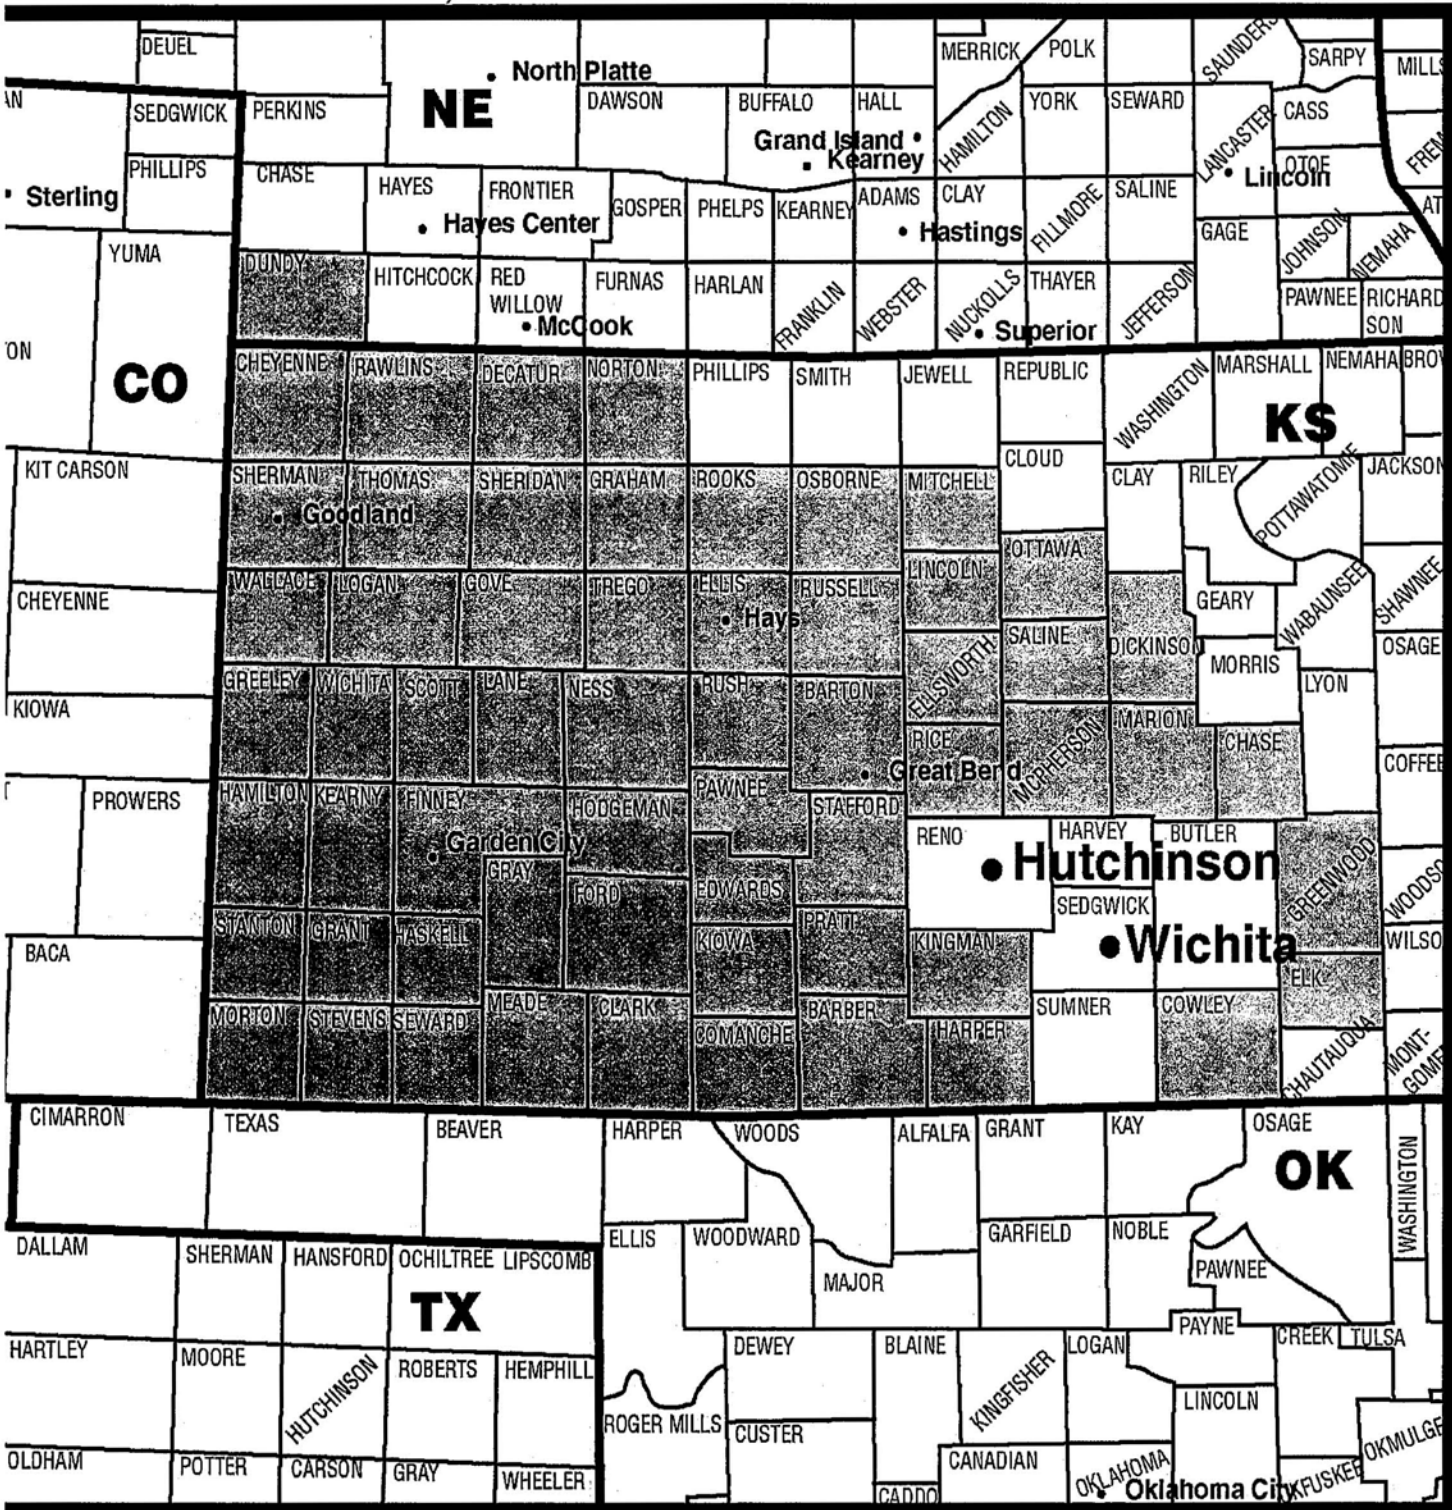 DEUEL
North Platte
MERRICK
POLK
SAUNDERS
SARPY
SEDGWICK
PERKINS
NE
DAWSON
BUFFALO
HALL
YORK
SEWARD
CASS
Grand Island
HAMILTON
LANCASTER
Kearney
PHILLIPS
CHASE
HAYES
FRONTIER
GOSPER
PHELPS
KEARNEY
ADAMS
CLAY
FILLMORE
SALINE
OTOE
Lincoln
Sterling
Hayes Center
Hastings
GAGE
JOHNSON
NEMAHA
YUMA
DUNDY
HITCHCOCK
RED
WILLOW
FURNAS
HARLAN
FRANKLIN
WEBSTER
NUCKOLLS
THAYER
JEFFERSON
PAWNEE
RICHARD
SON
McCook
Superior
CO
CHEYENNE
RAWLINS
DECATUR
NORTON
PHILLIPS
SMITH
JEWELL
REPUBLIC
WASHINGTON
MARSHALL
NEMAHA
KS
KIT CARSON
SHERMAN
THOMAS
SHERIDAN
GRAHAM
ROOKS
OSBORNE
MITCHELL
CLOUD
CLAY
RILEY
POTTAWATOMIE
JACKSON
Goodland
CHEYENNE
WALLACE
LOGAN
GOVE
TREGO
ELLIS
RUSSELL
LINCOLN
OTTAWA
GEARY
WABAUNSEE
SHAWNEE
Hays
SALINE
DICKINSON
MORRIS
OSAGE
KIOWA
GREELEY
WICHITA
SCOTT
LANE
NESS
RUSH
BARTON
ELLSWORTH
LYON
RICE
MCPHERSON
MARION
CHASE
Great Bend
COFFEE
PROWERS
HAMILTON
KEARNY
FINNEY
HODGEMAN
PAWNEE
STAFFORD
RENO
HARVEY
BUTLER
GREENWOOD
Garden City
Hutchinson
GRAY
FORD
EDWARDS
SEDGWICK
BACA
STANTON
GRANT
HASKELL
KIOWA
PRATT
KINGMAN
Wichita
ELK
MORTON
STEVENS
SEWARD
MEADE
CLARK
COMANCHE
BARBER
HARPER
SUMNER
COWLEY
CHAUTAUQUA
MONT-
CIMARRON
TEXAS
BEAVER
HARPER
WOODS
ALFALFA
GRANT
KAY
OSAGE
WASHINGTON
OK
ELLIS
WOODWARD
MAJOR
GARFIELD
NOBLE
PAWNEE
DALLAM
SHERMAN
HANSFORD
OCHILTREE
LIPSCOMB
TX
HARTLEY
MOORE
HUTCHINSON
ROBERTS
HEMPHILL
ROGER MILLS
DEWEY
BLAINE
KINGFISHER
LOGAN
PAYNE
CREEK
TULSA
LINCOLN
CUSTER
CANADIAN
OLDHAM
POTTER
CARSON
GRAY
WHEELER
CADDO
OKLAHOMA
Oklahoma City